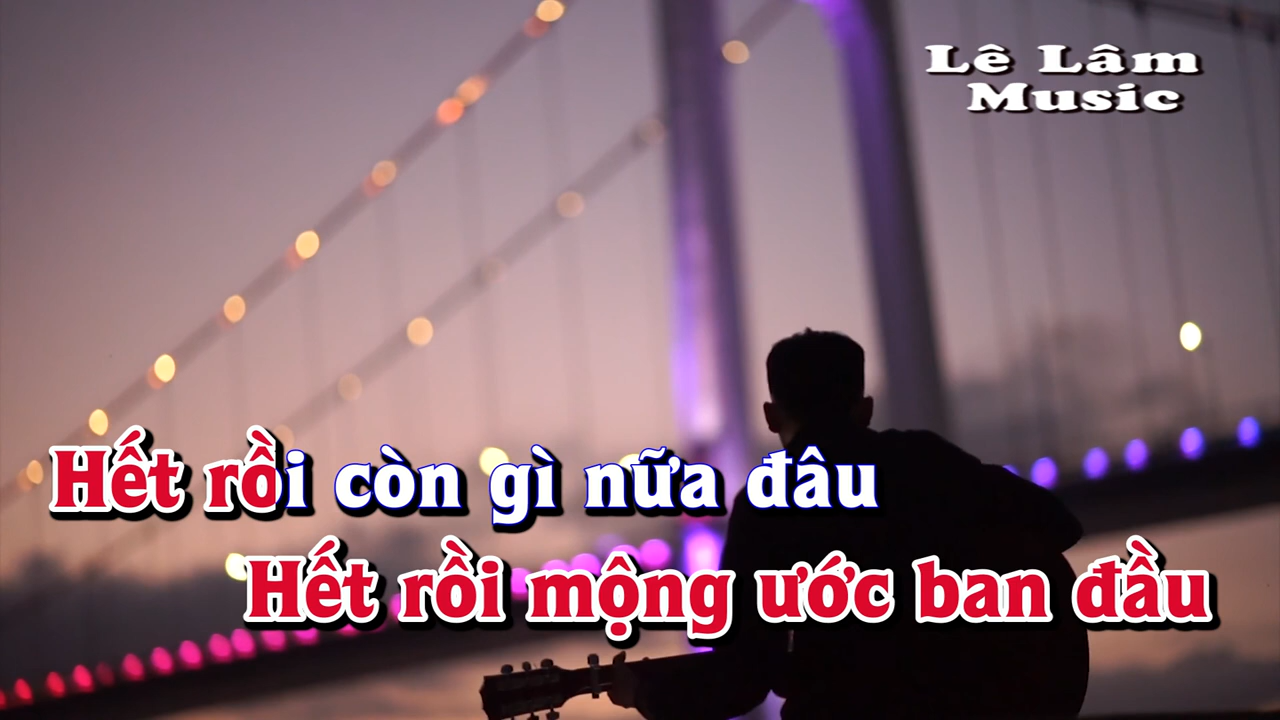 Lê Lâm
Music
Hết rồi còn gì nữa đâu
Hết rồi mộng ước ban đầu